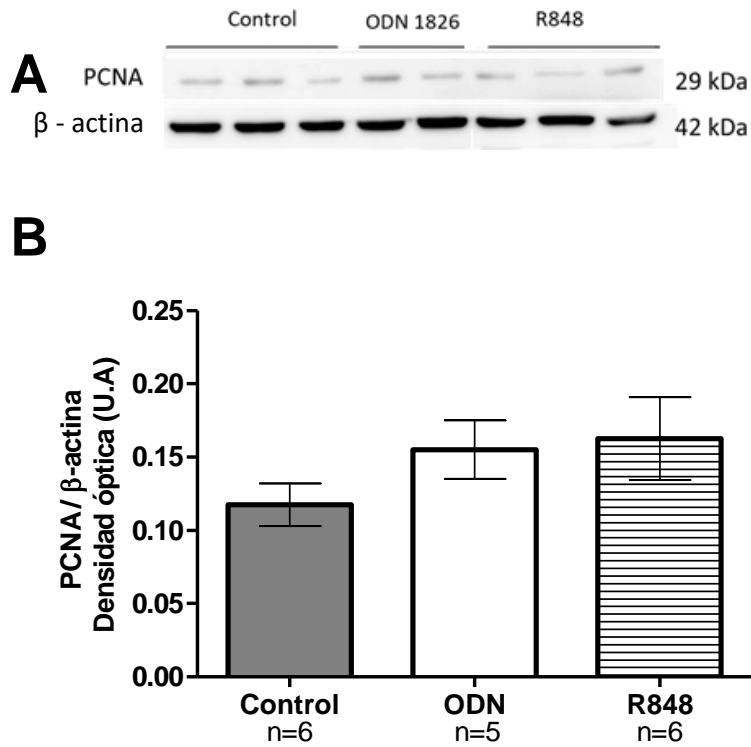 Control ODN 1826 R848
A PCNA 29 kDa
β - actina 42 kDa
B
PCNA/ β-actina
Densidad óptica (U.A)
0.25
0.20
0.15
0.10
0.05
0.00
Control ODN R848
n=6 n=5 n=6